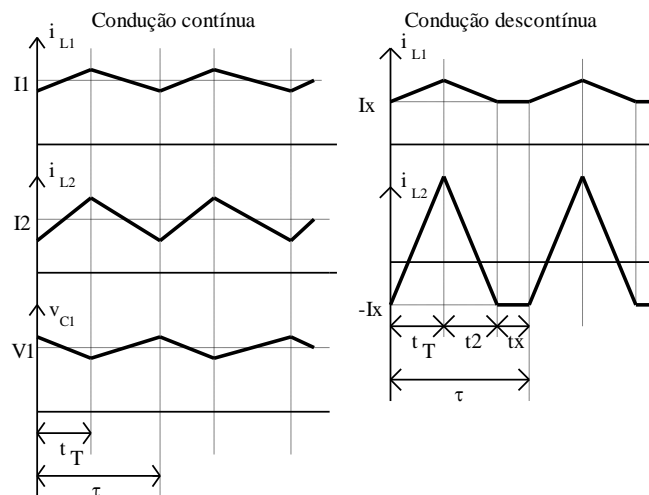 Condução contínua
i L1
I1
i L2
I2
v C1
V1
t T
τ
Condução descontínua
i L1
Ix
i L2
-Ix
t T
t2
tx
τ